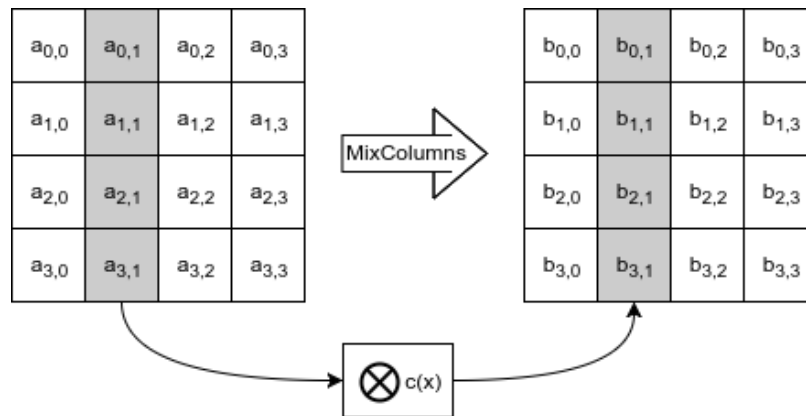 a0,0 a0,1 a0,2 a0,3 b0,0 b0,1 b0,2 b0,3
a1,0 a1,1 a1,2 a1,3 b1,0 b1,1 b1,2 b1,3
MixColumns
a2,0 a2,1 a2,2 a2,3 b2,0 b2,1 b2,2 b2,3
a3,0 a3,1 a3,2 a3,3 b3,0 b3,1 b3,2 b3,3
⊗ c(x)